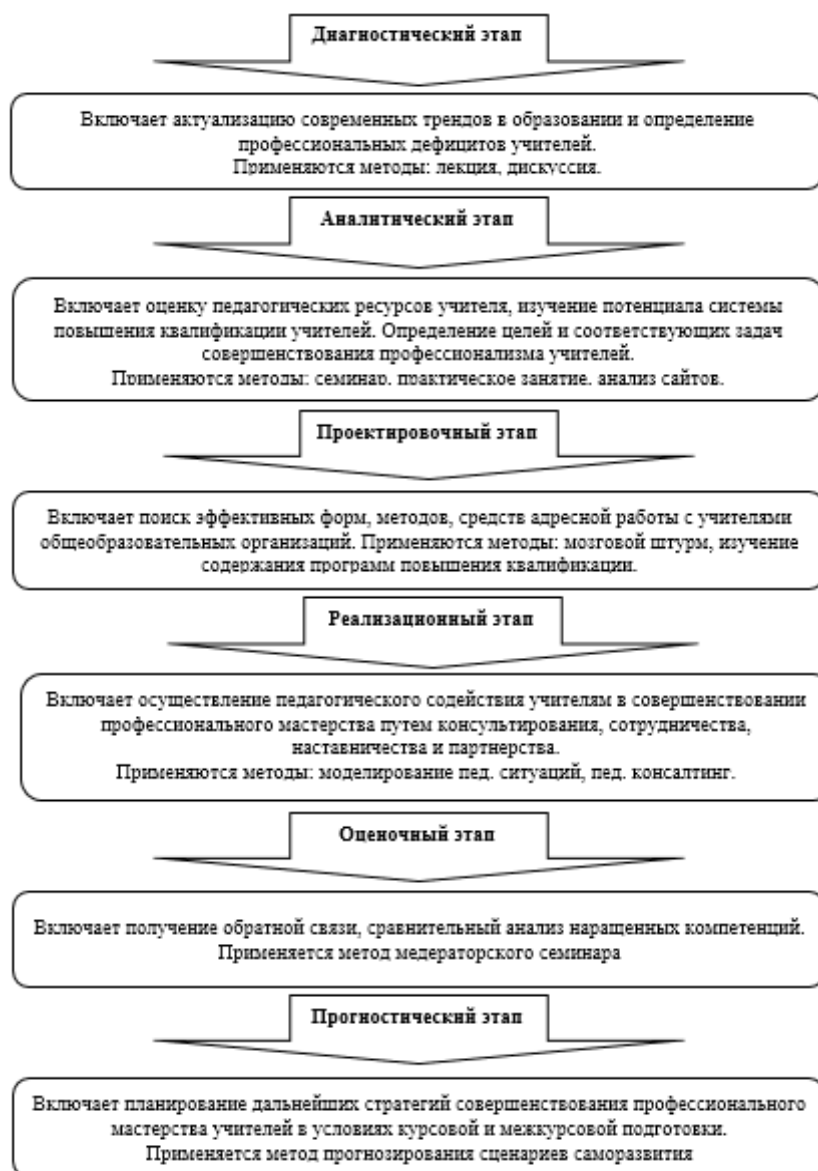 Диагностический этап
Включает актуализацию современных трендов в образовании и определение
профессиональных дефицитов учителей.
Применяются методы: лекция, дискуссия.
Аналитический этап
Включает оценку педагогических ресурсов учителя, изучение потенциала системы
повышения квалификации учителей. Определение целей и соответствующих задач
совершенствования профессионализма учителей.
Применяются методы: семинар, практическое занятие, анализ сайтов.
Проектировочный этап
Включает поиск эффективных форм, методов, средств адресной работы с учителями
общеобразовательных организаций. Применяются методы: мозговой штурм, изучение
содержания программ повышения квалификации.
Реализационный этап
Включает осуществление педагогического содействия учителям в совершенствовании
профессионального мастерства путем консультирования, сотрудничества,
наставничества и партнерства.
Применяются методы: моделирование пед. ситуаций, пед. консалтинг.
Оценочный этап
Включает получение обратной связи, сравнительный анализ наращенных компетенций.
Применяется метод медераторского семинара
Прогностический этап
Включает планирование дальнейших стратегий совершенствования профессионального
мастерства учителей в условиях курсовой и межкурсовой подготовки.
Применяется метод прогнозирования сценариев саморазвития